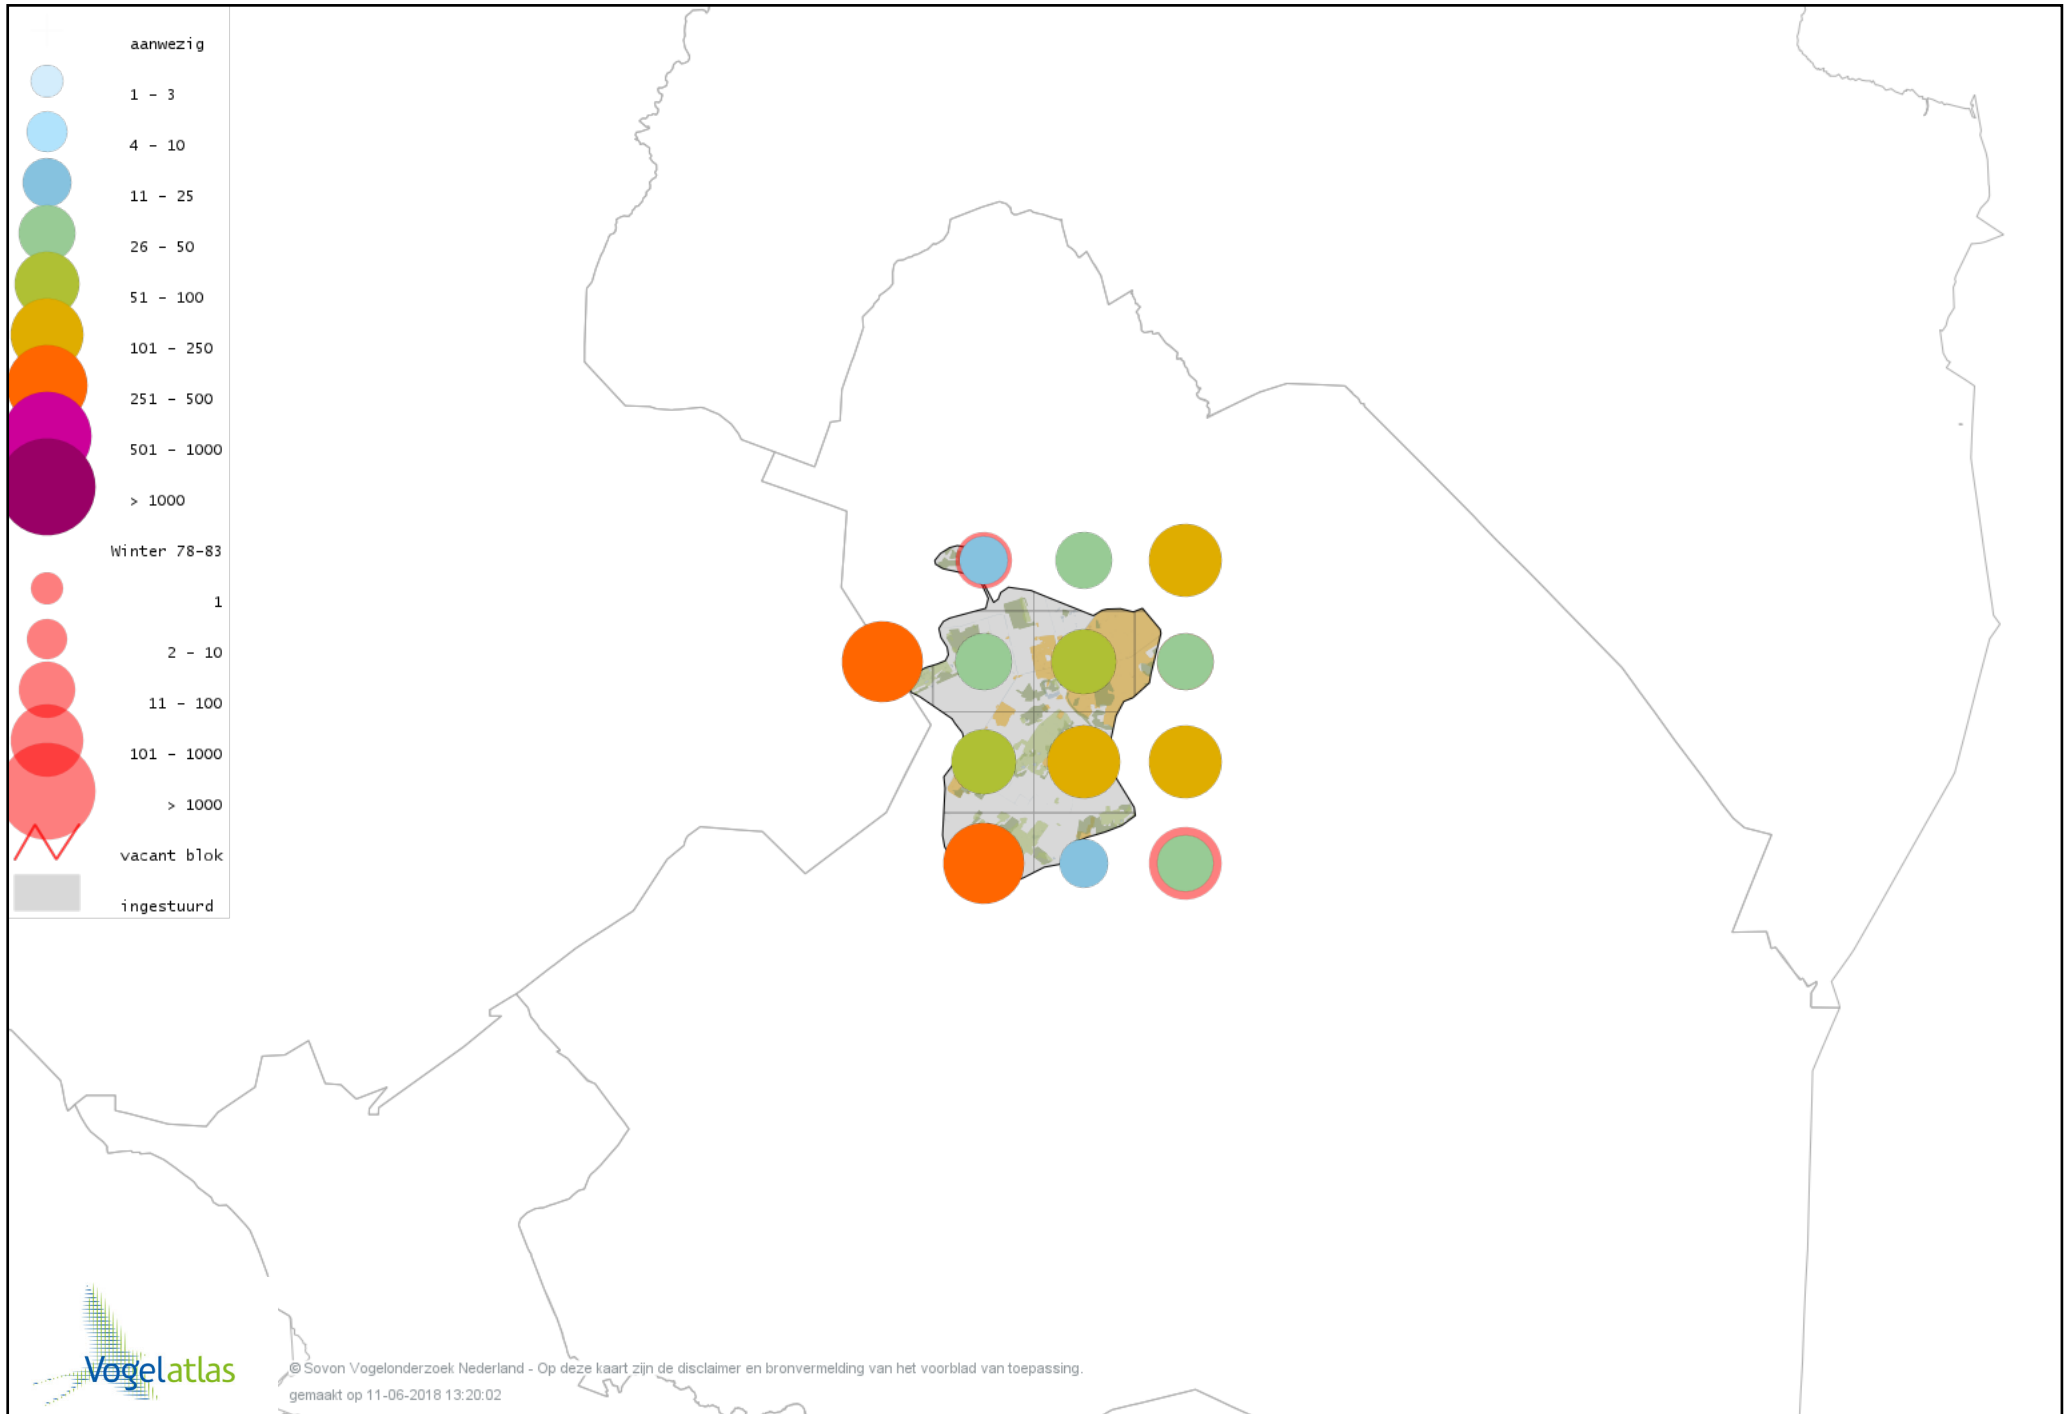 aanwezig
1 - 3
4 - 10
11 - 25
26 - 50
51 - 100
101 - 250
251 - 500
501 - 1000
> 1000
Winter 78-83
1
2 - 10
11 - 100
101 - 1000
> 1000
vacant blok
ingestuurd
Vogelatlas
© Sovon Vogelonderzoek Nederland - Op deze kaart zijn de disclaimer en bronvermelding van het voorblad van toepassing.
gemaakt op 11-06-2018 13:20:02